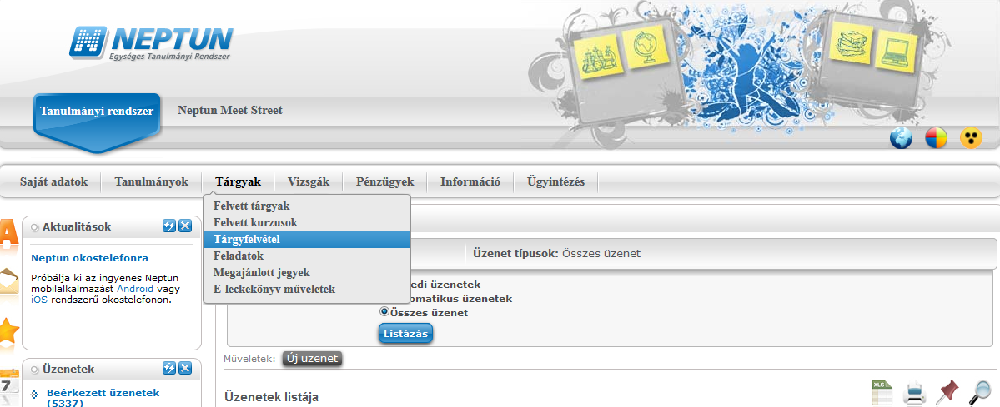 NEPTUN
Egységes Tanulmányi Rendszer
Tanulmányi rendszer
Neptun Meet Street
Saját adatok
Tanulmányok
Tárgyak
Vizsgák
Pénzügyek
Információ
Ügyintézés
Felvett tárgyak
Felvett kurzusok
Tárgyfelvétel
Feladatok
Megajánlott jegyek
E-leckekönyv műveletek
Aktualitások
Neptun okostelefonra
Próbálja ki az ingyenes Neptun
mobilalkalmazást Android vagy
iOS rendszerű okostelefonon.
Üzenetek
Beérkezett üzenetek
(5337)
Üzenet típusok: Összes üzenet
edi üzenetek
omatikus üzenetek
Összes üzenet
Listázás
Műveletek: Új üzenet
Üzenetek listája
XLS
7